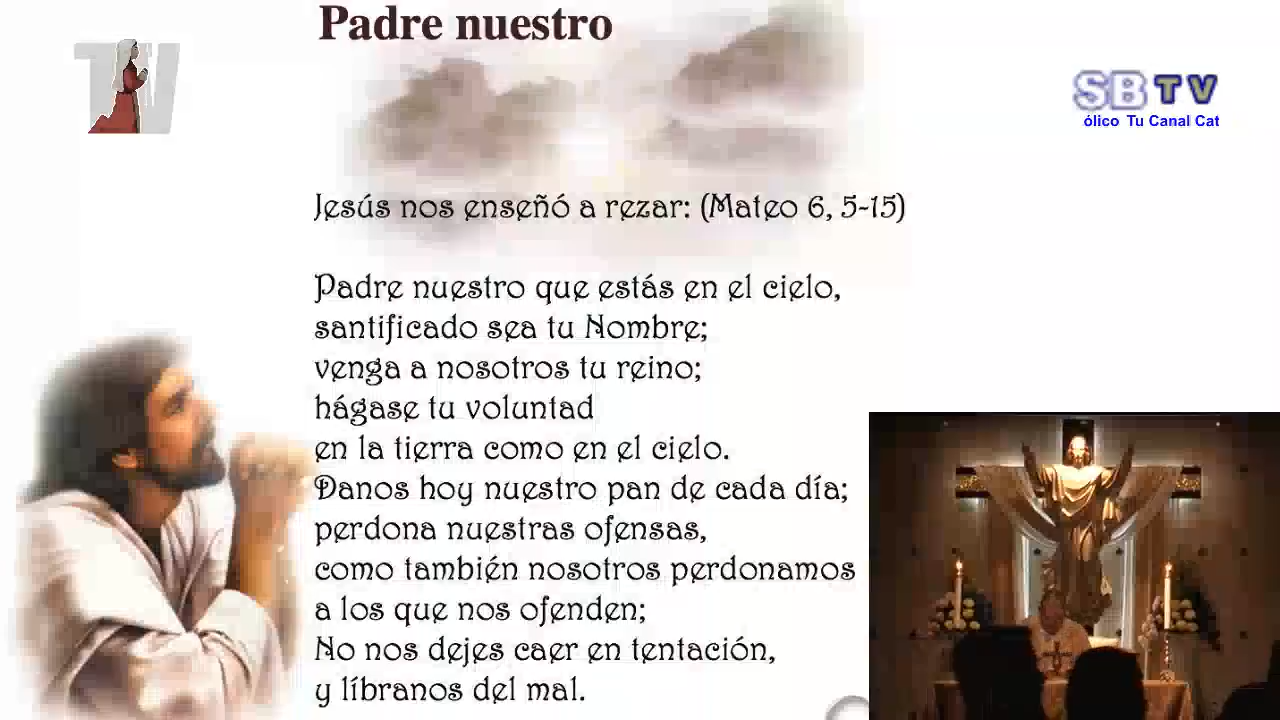 Padre nuestro
TV
SBTV
ólico Tu Canal Cat
Jesús nos enseñó a rezar: (Mateo 6, 5-15)
Padre nuestro que estás en el cielo,
santificado sea tu Nombre;
venga a nosotros tu reino;
hágase tu voluntad
en la tierra como en el cielo.
Danos hoy nuestro pan de cada día;
perdona nuestras ofensas,
como también nosotros perdonamos
a los que nos ofenden;
No nos dejes caer en tentación,
y líbranos del mal.